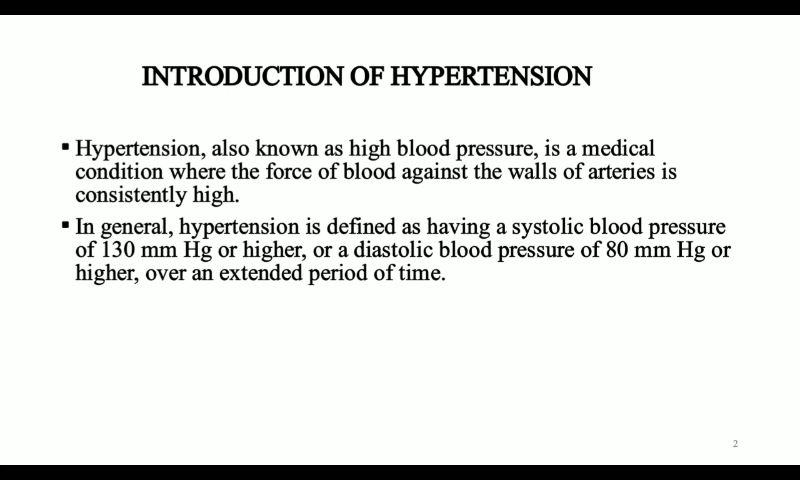 INTRODUCTION OF HYPERTENSION
▪ Hypertension, also known as high blood pressure, is a medical
condition where the force of blood against the walls of arteries is
consistently high.
▪ In general, hypertension is defined as having a systolic blood pressure
of 130 mm Hg or higher, or a diastolic blood pressure of 80 mm Hg or
higher, over an extended period of time.
2